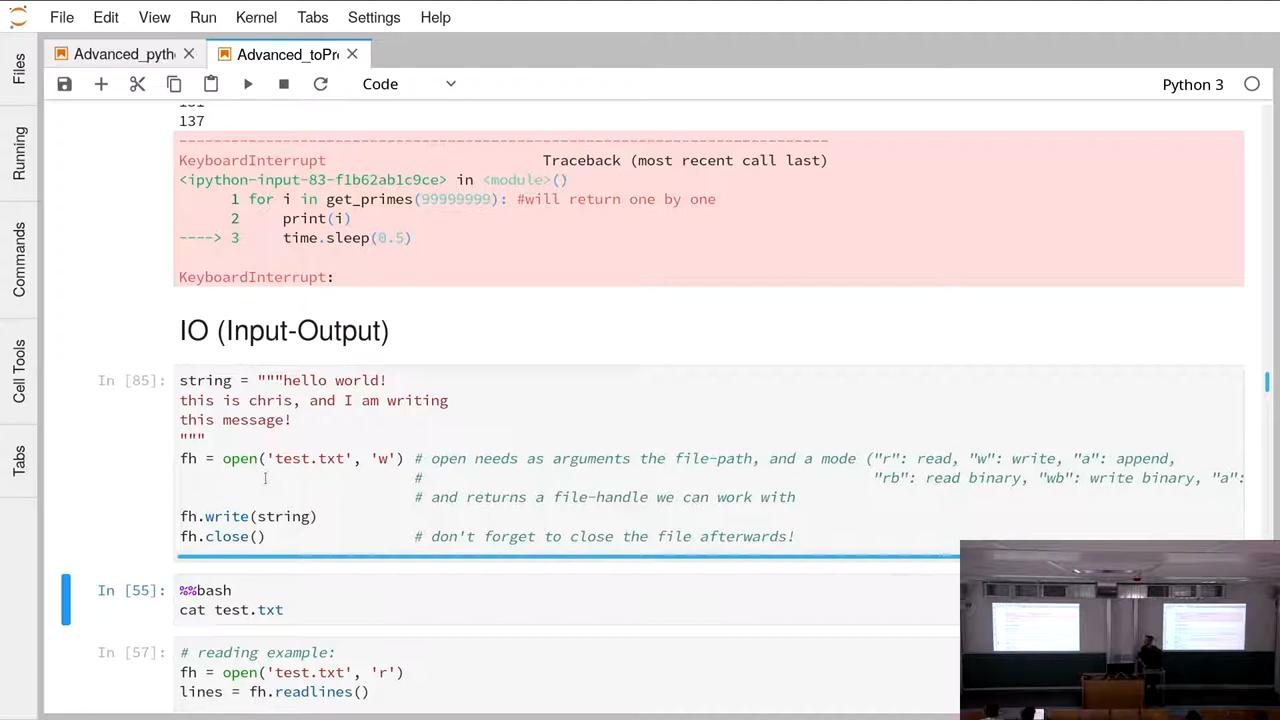 File Edit View Run Kernel Tabs Settings Help
Files
Running
Commands
Cell Tools
Tabs
Advanced_pyth
Advanced_toPr
Code
Python 3
137
KeyboardInterrupt Traceback (most recent call last)
<ipython-input-83-f1b62ab1c9ce> in <module>()
1 for i in get_primes(99999999): #will return one by one
2 print(i)
----> 3 time.sleep(0.5)
KeyboardInterrupt:
IO (Input-Output)
In [85]: string = """hello world!
this is chris, and I am writing
this message!
"""
fh = open('test.txt', 'w') # open needs as arguments the file-path, and a mode ("r": read, "w": write, "a": append,
# "rb": read binary, "wb": write binary, "a":
# and returns a file-handle we can work with
fh.write(string)
fh.close() # don't forget to close the file afterwards!
In [55]: %%bash
cat test.txt
In [57]: # reading example:
fh = open('test.txt', 'r')
lines = fh.readlines()